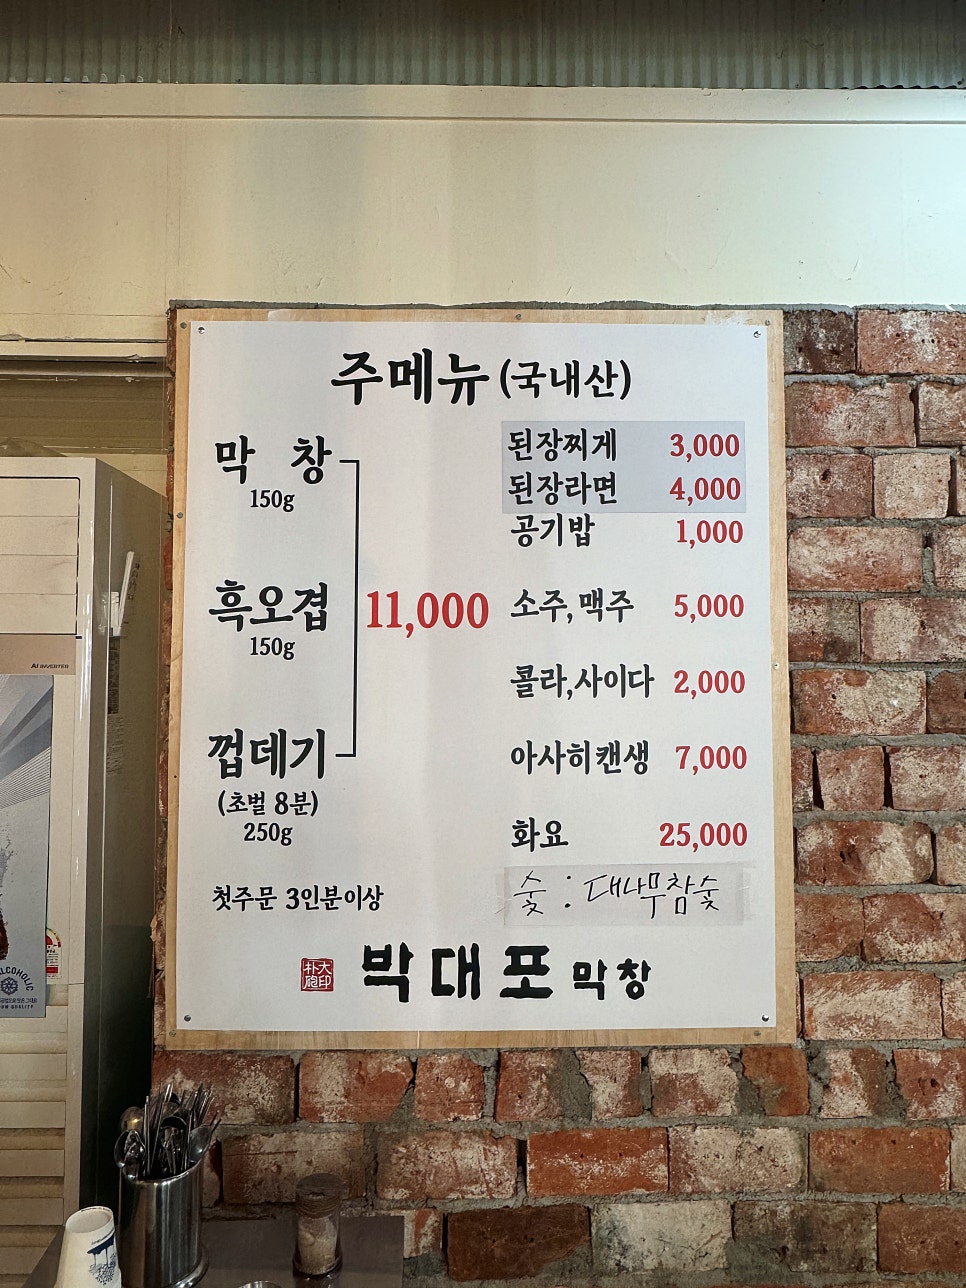 주메뉴 (국내산)
막 창
150g
흑오겹
150g
껍데기
(초벌 8분)
250g
11,000
첫주문 3인분이상
된장찌게 3,000
된장라면 4,000
공기밥 1,000
소주,맥주 5,000
콜라,사이다 2,000
아사히캔생 7,000
화요 25,000
숯 : 대나무참숯
박대포막창
AI INVERTER